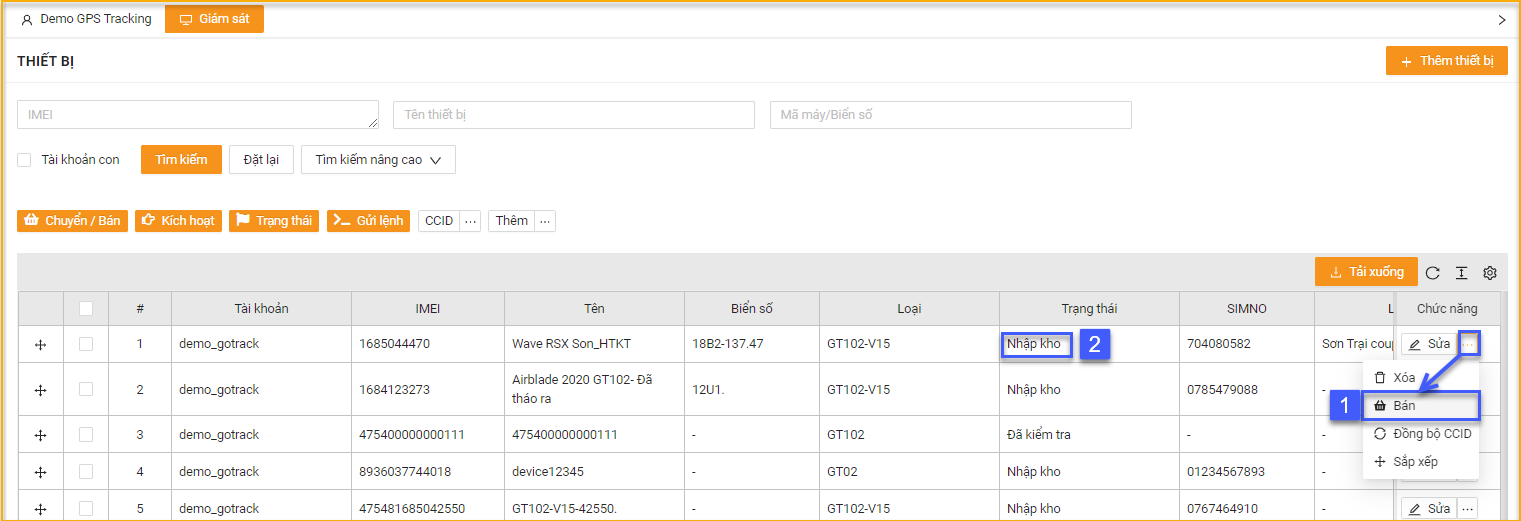 Demo GPS Tracking Giám sát
THIẾT BỊ
+ Thêm thiết bị
IMEI Tên thiết bị Mã máy/Biển số
Tài khoản con Tìm kiếm Đặt lại Tìm kiếm nâng cao
Chuyển / Bán Kích hoạt Trạng thái Gửi lệnh CCID ... Thêm ...
Tải xuống
# Tài khoản IMEI Tên Biển số Loại Trạng thái SIMNO L Chức năng
1 demo_gotrack 1685044470 Wave RSX Son_HTKT 18B2-137.47 GT102-V15 Nhập kho 2 704080582 Sơn Trại coup Sửa ...
2 demo_gotrack 1684123273 Airblade 2020 GT102- Đã
tháo ra 12U1. GT102-V15 Nhập kho 0785479088 -
3 demo_gotrack 475400000000111 475400000000111 - GT102 Đã kiểm tra - -
4 demo_gotrack 8936037744018 device12345 - GT02 Nhập kho 01234567893 -
5 demo_gotrack 475481685042550 GT102-V15-42550. - GT102-V15 Nhập kho 0767464910 - Sửa ...
Xóa
1 Bán
Đồng bộ CCID
Sắp xếp